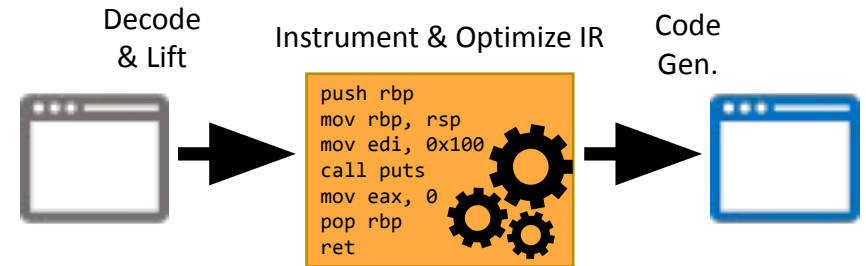 Decode
& Lift
Instrument & Optimize IR
Code
Gen.
push rbp
mov rbp, rsp
mov edi, 0x100
call puts
mov eax, 0
pop rbp
ret